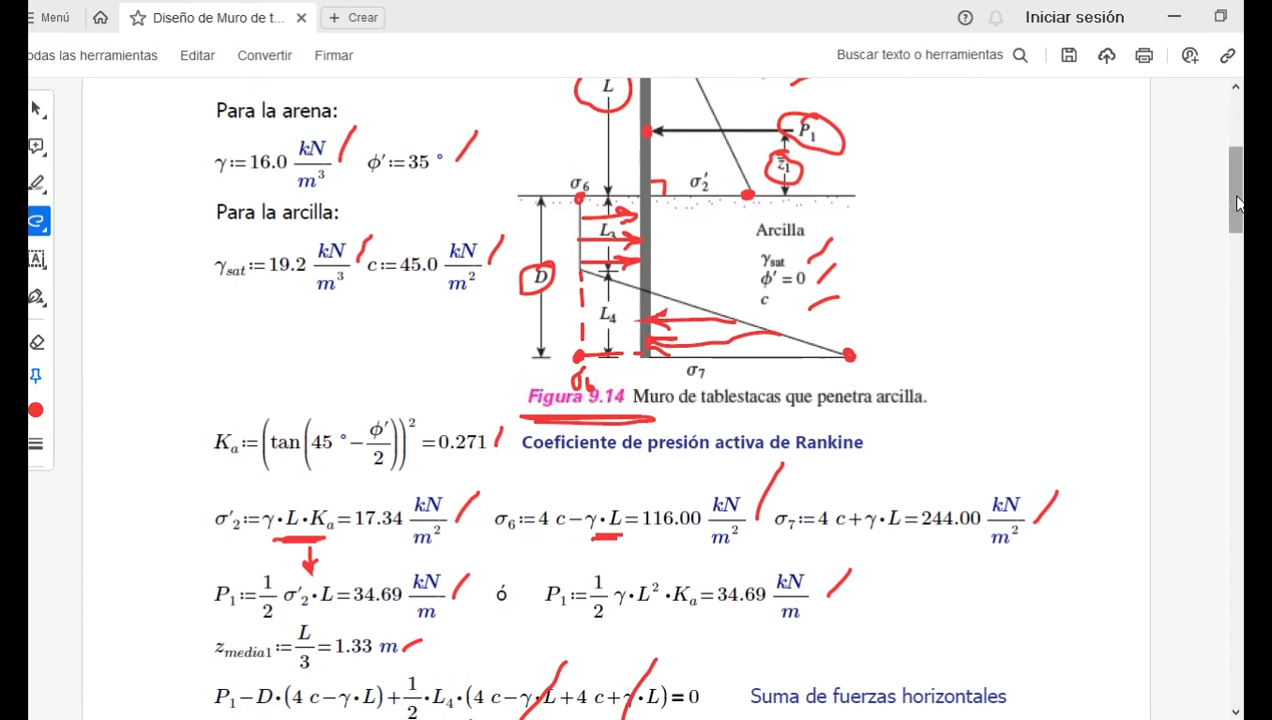 Menú
Diseño de Muro de t...
Crear
Iniciar sesión
odas las herramientas
Editar
Convertir
Firmar
Buscar texto o herramientas
Para la arena:
γ:=16.0 kN/m³ ϕ':=35 °
Para la arcilla:
γsat:=19.2 kN/m³ c:=45.0 kN/m²
L
P₁
z̄₁
σ₆
σ'₂
L₃
D
L₄
Arcilla
γsat
ϕ' = 0
c
σ₇
σ₆
Figura 9.14 Muro de tablestacas que penetra arcilla.
Ka:=(tan(45 °−ϕ'/2))²=0.271 Coeficiente de presión activa de Rankine
σ'₂:=γ·L·Ka=17.34 kN/m² σ₆:=4 c−γ·L=116.00 kN/m² σ₇:=4 c+γ·L=244.00 kN/m²
P₁:=1/2 σ'₂·L=34.69 kN/m ó P₁:=1/2 γ·L²·Ka=34.69 kN/m
zmedia1:=L/3=1.33 m
P₁−D·(4 c−γ·L)+1/2·L₄·(4 c−γ·L+4 c+γ·L)=0 Suma de fuerzas horizontales